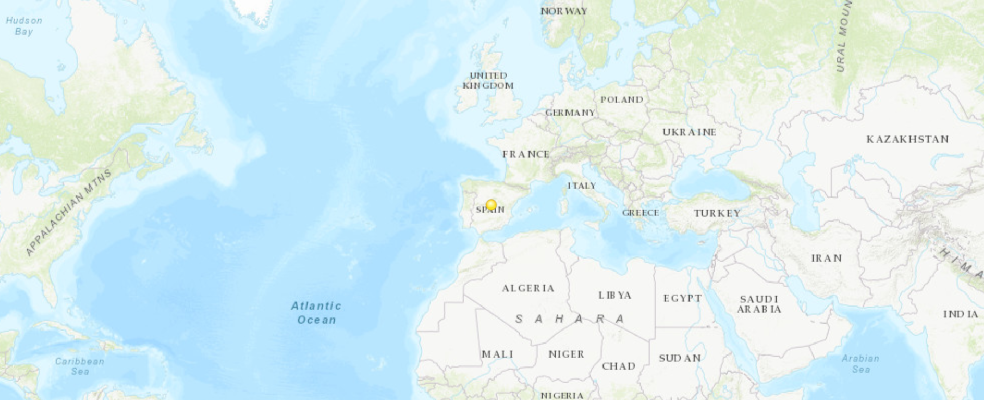 NORWAY
Hudson
Bay
URAL MOUN
UNITED
KINGDOM
POLAND
GERMANY
UKRAINE
KAZAKHSTAN
FRANCE
ITALY
APPALACHIAN MTNS
SPAIN
GREECE
TURKEY
IRAN
HIMA
ALGERIA
LIBYA
EGYPT
SAUDI
ARABIA
Atlantic
Ocean
SAHARA
INDIA
MALI
NIGER
CHAD
SUDAN
Caribbean
Sea
Arabian
Sea
NIGERIA